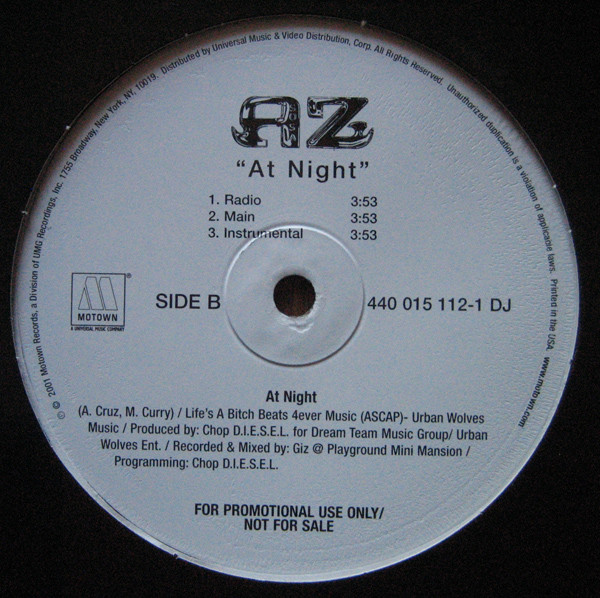 AZ
"At Night"
1. Radio 3:53
2. Main 3:53
3. Instrumental 3:53
M
MOTOWN
®
A UNIVERSAL MUSIC COMPANY
SIDE B
440 015 112-1 DJ
At Night
(A. Cruz, M. Curry) / Life's A Bitch Beats 4ever Music (ASCAP)- Urban Wolves
Music / Produced by: Chop D.I.E.S.E.L. for Dream Team Music Group/ Urban
Wolves Ent. / Recorded & Mixed by: Giz @ Playground Mini Mansion /
Programming: Chop D.I.E.S.E.L.
FOR PROMOTIONAL USE ONLY/
NOT FOR SALE
℗ © 2001 Motown Records, a Division of UMG Recordings, Inc. 1755 Broadway, New York, NY, 10019. Distributed by Universal Music & Video Distribution, Corp. All Rights Reserved. Unauthorized duplication is a violation of applicable laws. Printed in the USA. www.motown.com